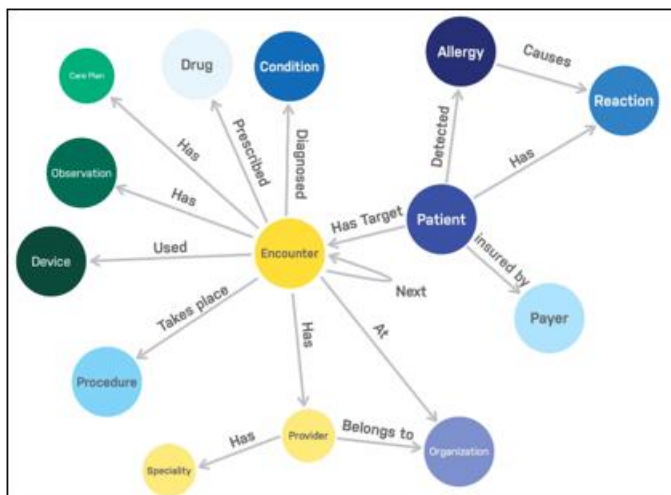 Care Plan
Drug
Condition
Allergy
Causes
Reaction
Has
Prescribed
Diagnosed
Detected
Has
Observation
Has
Has Target
Patient
Device
Used
Encounter
insured by
Next
Payer
Takes place
Has
At
Procedure
Has
Provider
Belongs to
Organization
Speciality